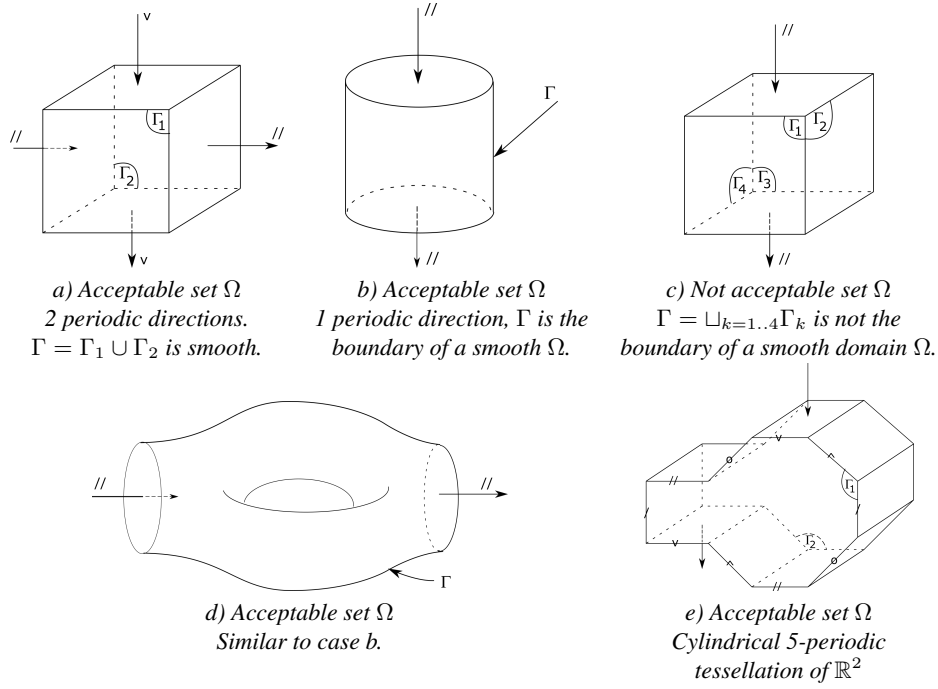 v
//
//
Γ1
Γ
Γ1
Γ2
//
//
Γ2
Γ4
Γ3
v
//
//
a) Acceptable set Ω
2 periodic directions.
Γ = Γ1 ∪ Γ2 is smooth.
b) Acceptable set Ω
1 periodic direction, Γ is the
boundary of a smooth Ω.
c) Not acceptable set Ω
Γ = ⊔k=1..4Γk is not the
boundary of a smooth domain Ω.
v
o
^
//
Γ1
//
//
/
/
Γ2
v
^
o
//
Γ
d) Acceptable set Ω
Similar to case b.
e) Acceptable set Ω
Cylindrical 5-periodic
tessellation of ℝ2